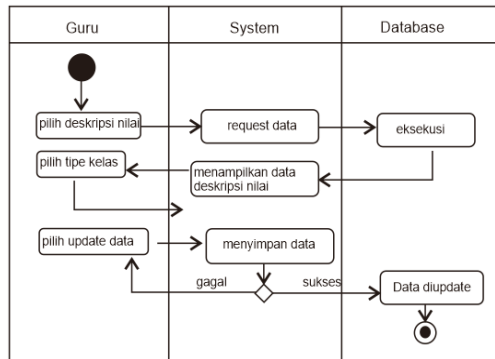 Guru
System
Database
pilih deskripsi nilai
request data
eksekusi
pilih tipe kelas
menampilkan data
deskripsi nilai
pilih update data
menyimpan data
gagal
sukses
Data diupdate